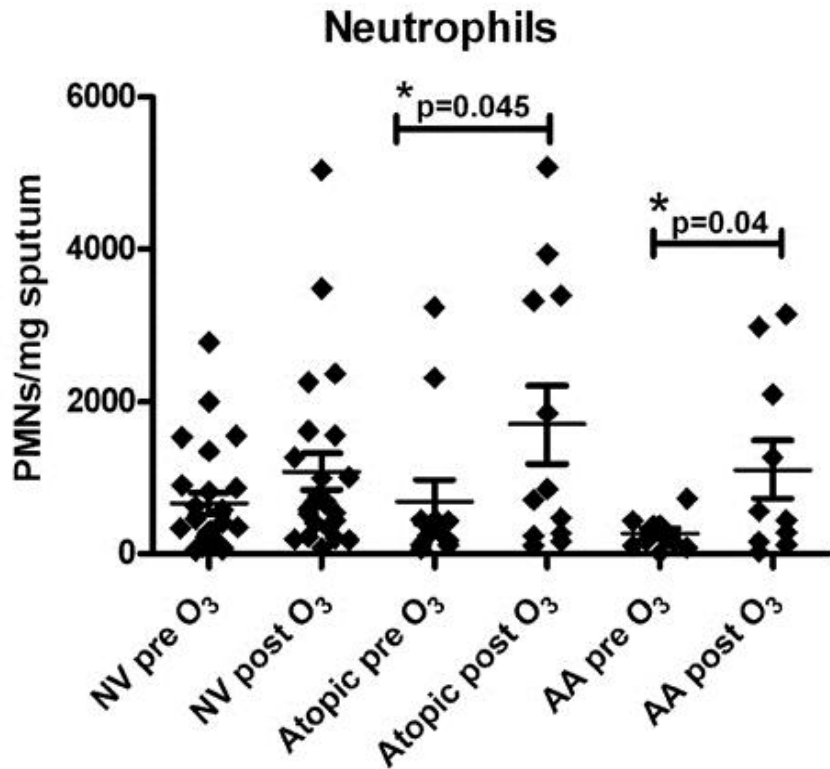 Neutrophils
PMNs/mg sputum
6000
4000
2000
0
* p=0.045
* p=0.04
NV pre O₃
NV post O₃
Atopic pre O₃
Atopic post O₃
AA pre O₃
AA post O₃